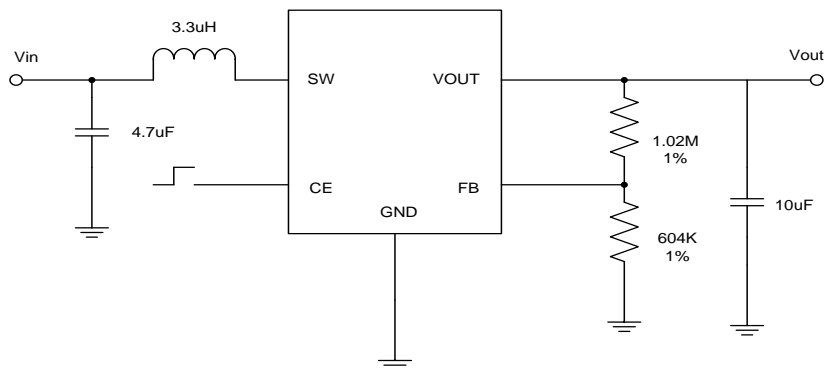 3.3uH
Vin
Vout
SW
VOUT
4.7uF
1.02M
1%
CE
FB
GND
10uF
604K
1%